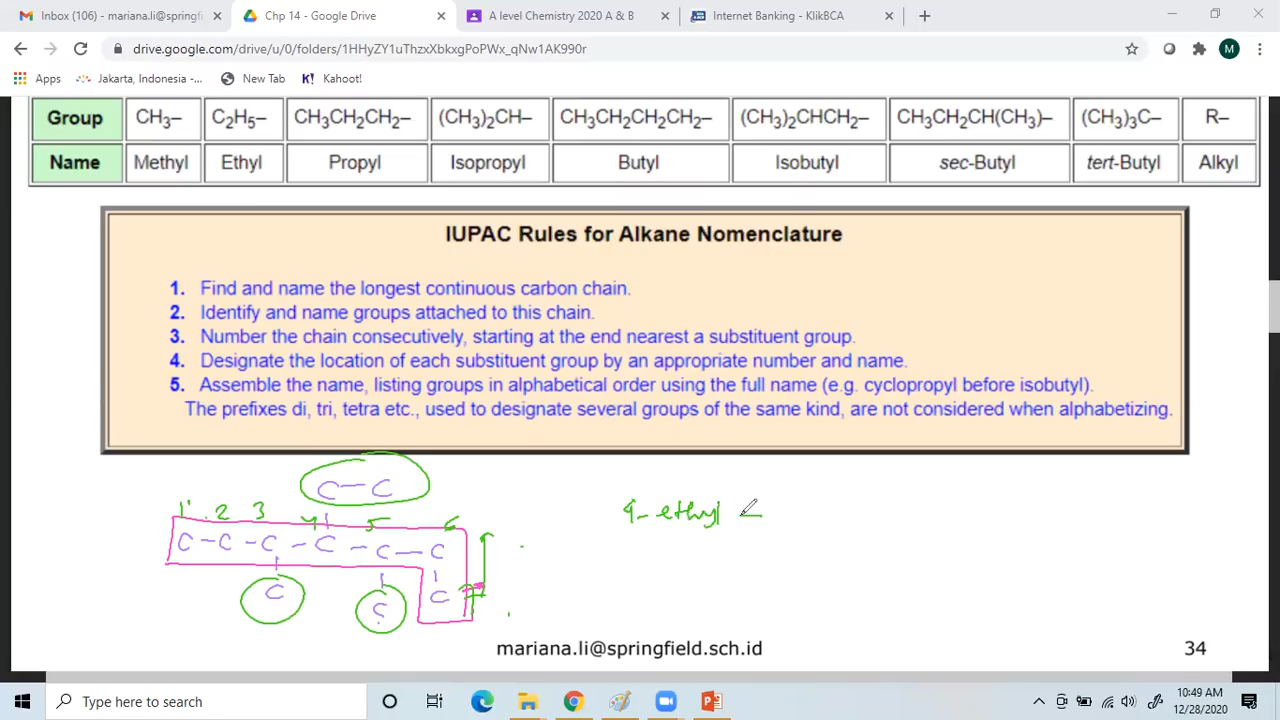 Inbox (106) - mariana.li@springf
Chp 14 - Google Drive
A level Chemistry 2020 A & B
Internet Banking - KlikBCA
drive.google.com/drive/u/0/folders/1HHyZY1uThzxXbkxgPoPWx_qNw1AK990r
M
Apps
Jakarta, Indonesia -...
New Tab
K! Kahoot!
Group CH3– C2H5– CH3CH2CH2– (CH3)2CH– CH3CH2CH2CH2– (CH3)2CHCH2– CH3CH2CH(CH3)– (CH3)3C– R–
Name Methyl Ethyl Propyl Isopropyl Butyl Isobutyl sec-Butyl tert-Butyl Alkyl
IUPAC Rules for Alkane Nomenclature
1. Find and name the longest continuous carbon chain.
2. Identify and name groups attached to this chain.
3. Number the chain consecutively, starting at the end nearest a substituent group.
4. Designate the location of each substituent group by an appropriate number and name.
5. Assemble the name, listing groups in alphabetical order using the full name (e.g. cyclopropyl before isobutyl).
The prefixes di, tri, tetra etc., used to designate several groups of the same kind, are not considered when alphabetizing.
C–C
1 2 3 4 5 6
4-ethyl
C–C–C–C–C–C
C C C 7
mariana.li@springfield.sch.id
34
Type here to search
10:49 AM
12/28/2020